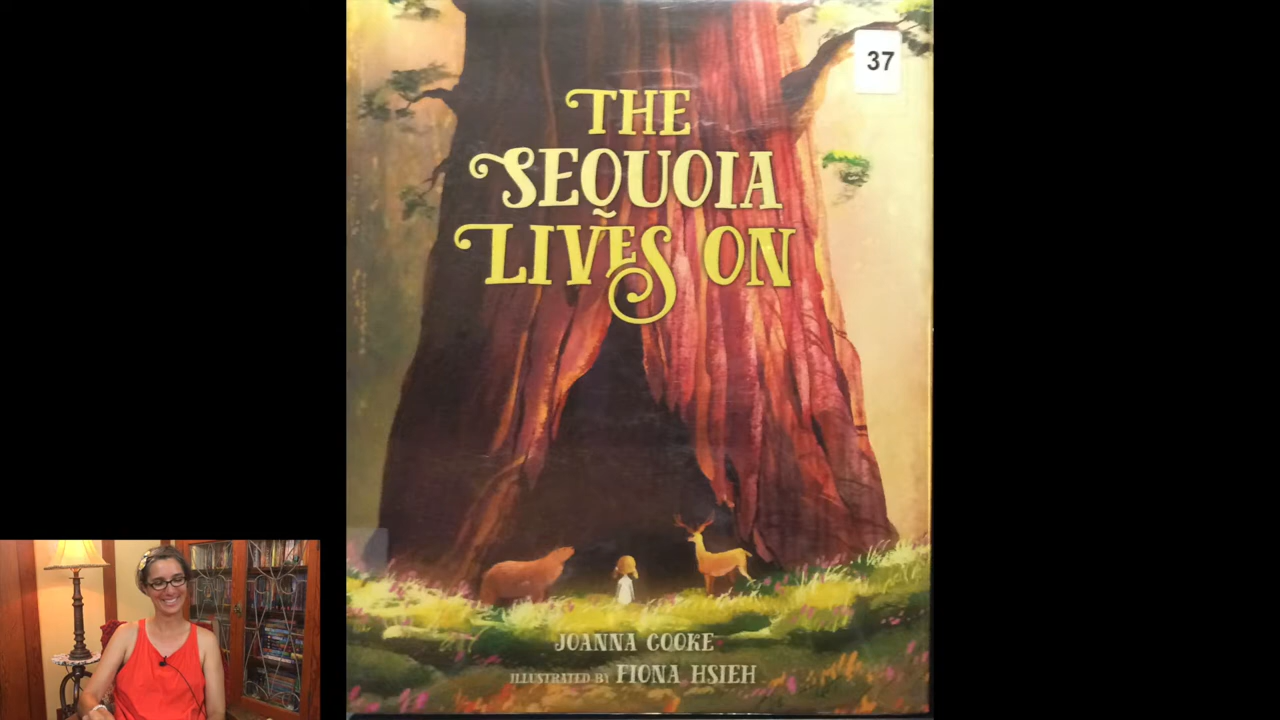 37
THE
SEQUOIA
LIVES ON
JOANNA COOKE
ILLUSTRATED BY FIONA HSIEH